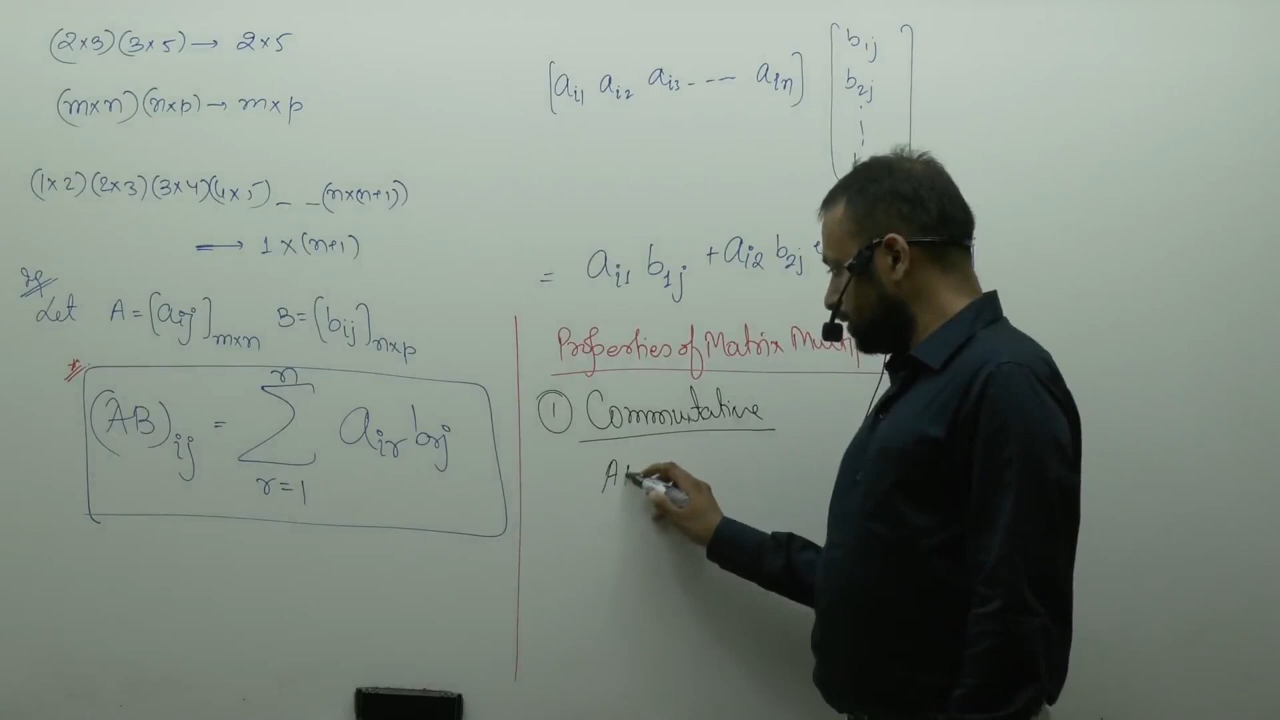 (2×3)(3×5) → 2×5
(m×n)(n×p) → m×p
(1×2)(2×3)(3×4)(4×5) _ _ (n×(n+1))
→ 1×(n+1)
Let A = [aij]m×n B = [bij]n×p
* (AB)ij = Σ air brj
n
r=1
[ai1 ai2 ai3 ---- ain] [b1j
b2j
= ai1 b1j + ai2 b2j +
Properties of Matrix
① Commutative
A